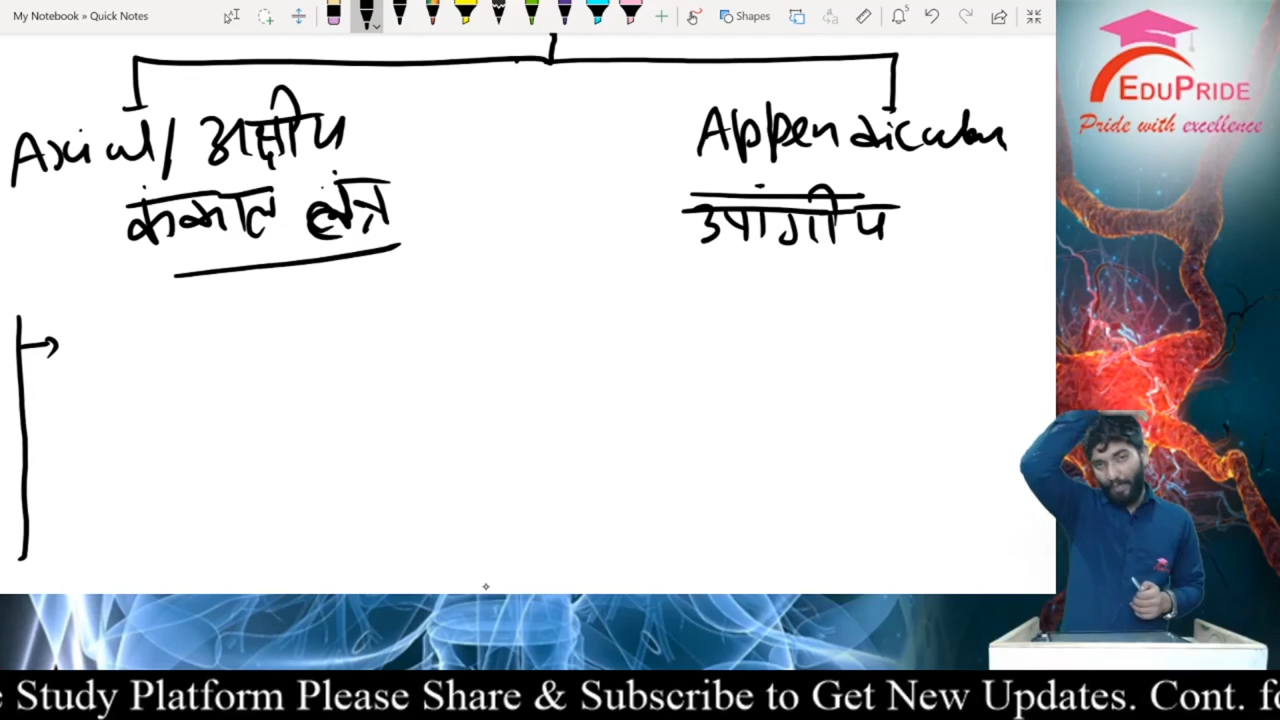 My Notebook » Quick Notes
Shapes
EDUPRIDE
Pride with excellence
Axial/ अक्षीय
Appendicular
कंकाल तंत्र
उपांगीय
e Study Platform Please Share & Subscribe to Get New Updates. Cont. fo